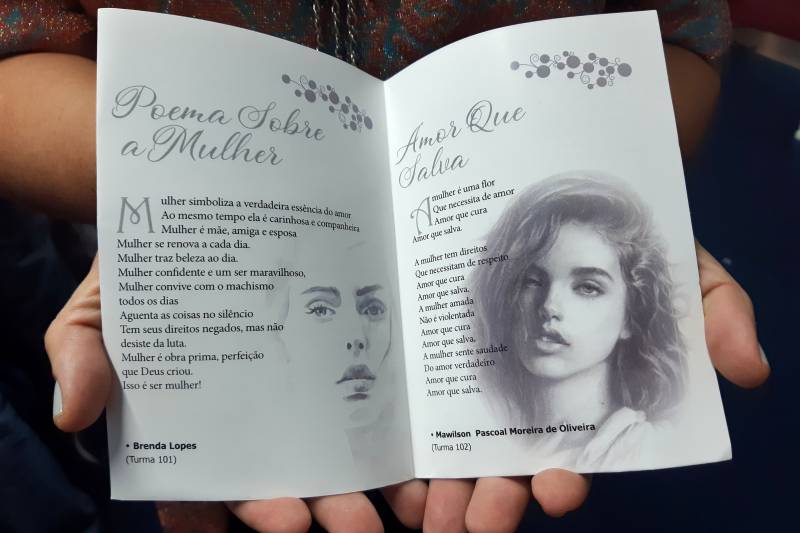 Poema Sobre
a Mulher
Mulher simboliza a verdadeira essência do amor
Ao mesmo tempo ela é carinhosa e companheira
Mulher é mãe, amiga e esposa
Mulher se renova a cada dia.
Mulher traz beleza ao dia.
Mulher confidente e um ser maravilhoso,
Mulher convive com o machismo
todos os dias
Aguenta as coisas no silêncio
Tem seus direitos negados, mas não
desiste da luta.
Mulher é obra prima, perfeição
que Deus criou.
Isso é ser mulher!
• Brenda Lopes
(Turma 101)
Amor Que
Salva
A mulher é uma flor
Que necessita de amor
Amor que cura
Amor que salva.
A mulher tem direitos
Que necessitam de respeito
Amor que cura
Amor que salva.
A mulher amada
Não é violentada
Amor que cura
Amor que salva.
A mulher sente saudade
Do amor verdadeiro
Amor que cura
Amor que salva.
• Mawilson Pascoal Moreira de Oliveira
(Turma 102)